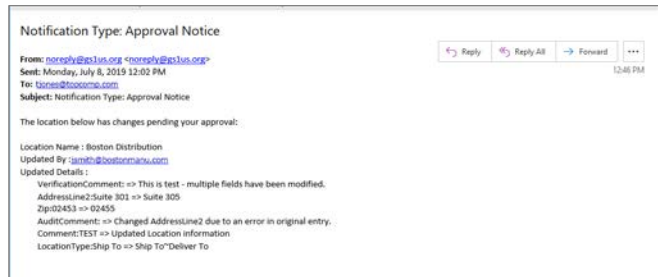 Notification Type: Approval Notice
Reply Reply All Forward ...
12:46 PM
From: noreply@gs1us.org <noreply@gs1us.org>
Sent: Monday, July 8, 2019 12:02 PM
To: tjones@topcomp.com
Subject: Notification Type: Approval Notice
The location below has changes pending your approval:
Location Name : Boston Distribution
Updated By :jsmith@bostonmanu.com
Updated Details :
VerificationComment: => This is test - multiple fields have been modified.
AddressLine2:Suite 301 => Suite 305
Zip:02453 => 02455
AuditComment: => Changed AddressLine2 due to an error in original entry.
Comment:TEST => Updated Location information
LocationType:Ship To => Ship To~Deliver To